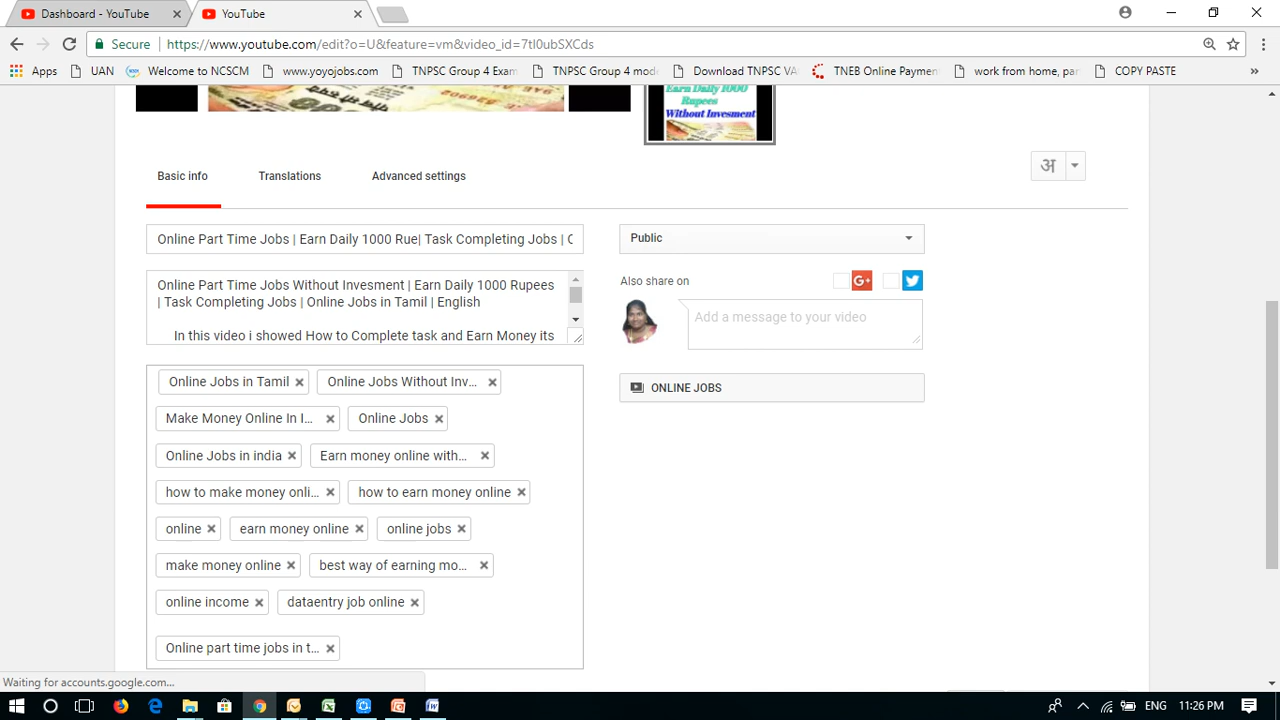 Dashboard - YouTube
YouTube
Secure https://www.youtube.com/edit?o=U&feature=vm&video_id=7tI0ubSXCds
Apps UAN Welcome to NCSCM www.yoyojobs.com TNPSC Group 4 Exam TNPSC Group 4 mode Download TNPSC VA TNEB Online Payment work from home, par COPY PASTE »
Earn Daily 1000
Rupees
Without Invesment
Basic info Translations Advanced settings
अ
Online Part Time Jobs | Earn Daily 1000 Rue| Task Completing Jobs | O
Public
Online Part Time Jobs Without Invesment | Earn Daily 1000 Rupees
| Task Completing Jobs | Online Jobs in Tamil | English
In this video i showed How to Complete task and Earn Money its
Also share on
G+
Add a message to your video
ONLINE JOBS
Online Jobs in Tamil Online Jobs Without Inv...
Make Money Online In I... Online Jobs
Online Jobs in india Earn money online with...
how to make money onli... how to earn money online
online earn money online online jobs
make money online best way of earning mo...
online income dataentry job online
Online part time jobs in t...
Waiting for accounts.google.com...
ENG 11:26 PM